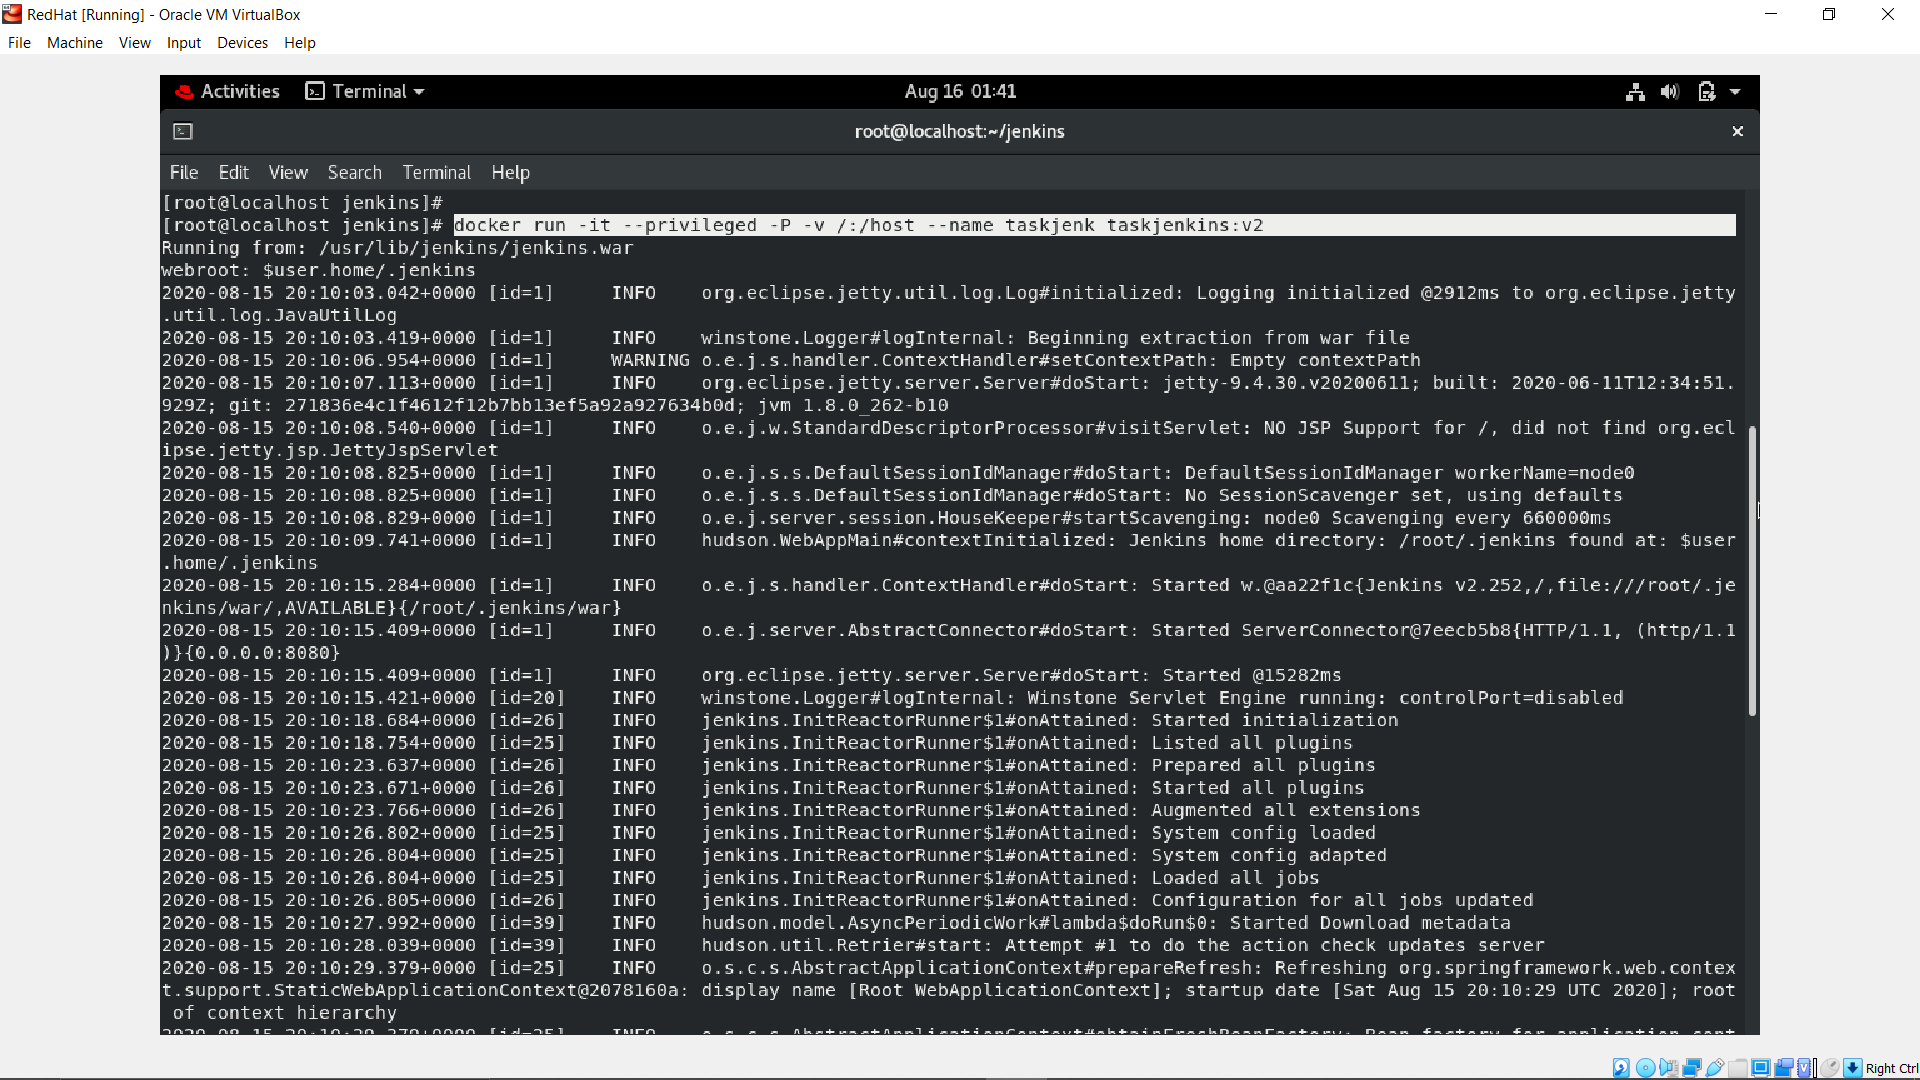 RedHat [Running] - Oracle VM VirtualBox
File Machine View Input Devices Help
Activities Terminal Aug 16 01:41
root@localhost:~/jenkins
File Edit View Search Terminal Help
[root@localhost jenkins]#
[root@localhost jenkins]# docker run -it --privileged -P -v /:/host --name taskjenk taskjenkins:v2
Running from: /usr/lib/jenkins/jenkins.war
webroot: $user.home/.jenkins
2020-08-15 20:10:03.042+0000 [id=1] INFO org.eclipse.jetty.util.log.Log#initialized: Logging initialized @2912ms to org.eclipse.jetty
.util.log.JavaUtilLog
2020-08-15 20:10:03.419+0000 [id=1] INFO winstone.Logger#logInternal: Beginning extraction from war file
2020-08-15 20:10:06.954+0000 [id=1] WARNING o.e.j.s.handler.ContextHandler#setContextPath: Empty contextPath
2020-08-15 20:10:07.113+0000 [id=1] INFO org.eclipse.jetty.server.Server#doStart: jetty-9.4.30.v20200611; built: 2020-06-11T12:34:51.
929Z; git: 271836e4c1f4612f12b7bb13ef5a92a927634b0d; jvm 1.8.0_262-b10
2020-08-15 20:10:08.540+0000 [id=1] INFO o.e.j.w.StandardDescriptorProcessor#visitServlet: NO JSP Support for /, did not find org.ecl
ipse.jetty.jsp.JettyJspServlet
2020-08-15 20:10:08.825+0000 [id=1] INFO o.e.j.s.s.DefaultSessionIdManager#doStart: DefaultSessionIdManager workerName=node0
2020-08-15 20:10:08.825+0000 [id=1] INFO o.e.j.s.s.DefaultSessionIdManager#doStart: No SessionScavenger set, using defaults
2020-08-15 20:10:08.829+0000 [id=1] INFO o.e.j.server.session.HouseKeeper#startScavenging: node0 Scavenging every 660000ms
2020-08-15 20:10:09.741+0000 [id=1] INFO hudson.WebAppMain#contextInitialized: Jenkins home directory: /root/.jenkins found at: $user
.home/.jenkins
2020-08-15 20:10:15.284+0000 [id=1] INFO o.e.j.s.handler.ContextHandler#doStart: Started w.@aa22f1c{Jenkins v2.252,/,file:///root/.je
nkins/war/,AVAILABLE}{/root/.jenkins/war}
2020-08-15 20:10:15.409+0000 [id=1] INFO o.e.j.server.AbstractConnector#doStart: Started ServerConnector@7eecb5b8{HTTP/1.1, (http/1.1
)}{0.0.0.0:8080}
2020-08-15 20:10:15.409+0000 [id=1] INFO org.eclipse.jetty.server.Server#doStart: Started @15282ms
2020-08-15 20:10:15.421+0000 [id=20] INFO winstone.Logger#logInternal: Winstone Servlet Engine running: controlPort=disabled
2020-08-15 20:10:18.684+0000 [id=26] INFO jenkins.InitReactorRunner$1#onAttained: Started initialization
2020-08-15 20:10:18.754+0000 [id=25] INFO jenkins.InitReactorRunner$1#onAttained: Listed all plugins
2020-08-15 20:10:23.637+0000 [id=26] INFO jenkins.InitReactorRunner$1#onAttained: Prepared all plugins
2020-08-15 20:10:23.671+0000 [id=26] INFO jenkins.InitReactorRunner$1#onAttained: Started all plugins
2020-08-15 20:10:23.766+0000 [id=26] INFO jenkins.InitReactorRunner$1#onAttained: Augmented all extensions
2020-08-15 20:10:26.802+0000 [id=25] INFO jenkins.InitReactorRunner$1#onAttained: System config loaded
2020-08-15 20:10:26.804+0000 [id=25] INFO jenkins.InitReactorRunner$1#onAttained: System config adapted
2020-08-15 20:10:26.804+0000 [id=25] INFO jenkins.InitReactorRunner$1#onAttained: Loaded all jobs
2020-08-15 20:10:26.805+0000 [id=26] INFO jenkins.InitReactorRunner$1#onAttained: Configuration for all jobs updated
2020-08-15 20:10:27.992+0000 [id=39] INFO hudson.model.AsyncPeriodicWork#lambda$doRun$0: Started Download metadata
2020-08-15 20:10:28.039+0000 [id=39] INFO hudson.util.Retrier#start: Attempt #1 to do the action check updates server
2020-08-15 20:10:29.379+0000 [id=25] INFO o.s.c.s.AbstractApplicationContext#prepareRefresh: Refreshing org.springframework.web.contex
t.support.StaticWebApplicationContext@2078160a: display name [Root WebApplicationContext]; startup date [Sat Aug 15 20:10:29 UTC 2020]; root
of context hierarchy
2020-08-15 20:10:29.379+0000 [id=25] INFO o.s.c.s.AbstractApplicationContext#obtainFreshBeanFactory: Bean factory for application cont
Right Ctrl